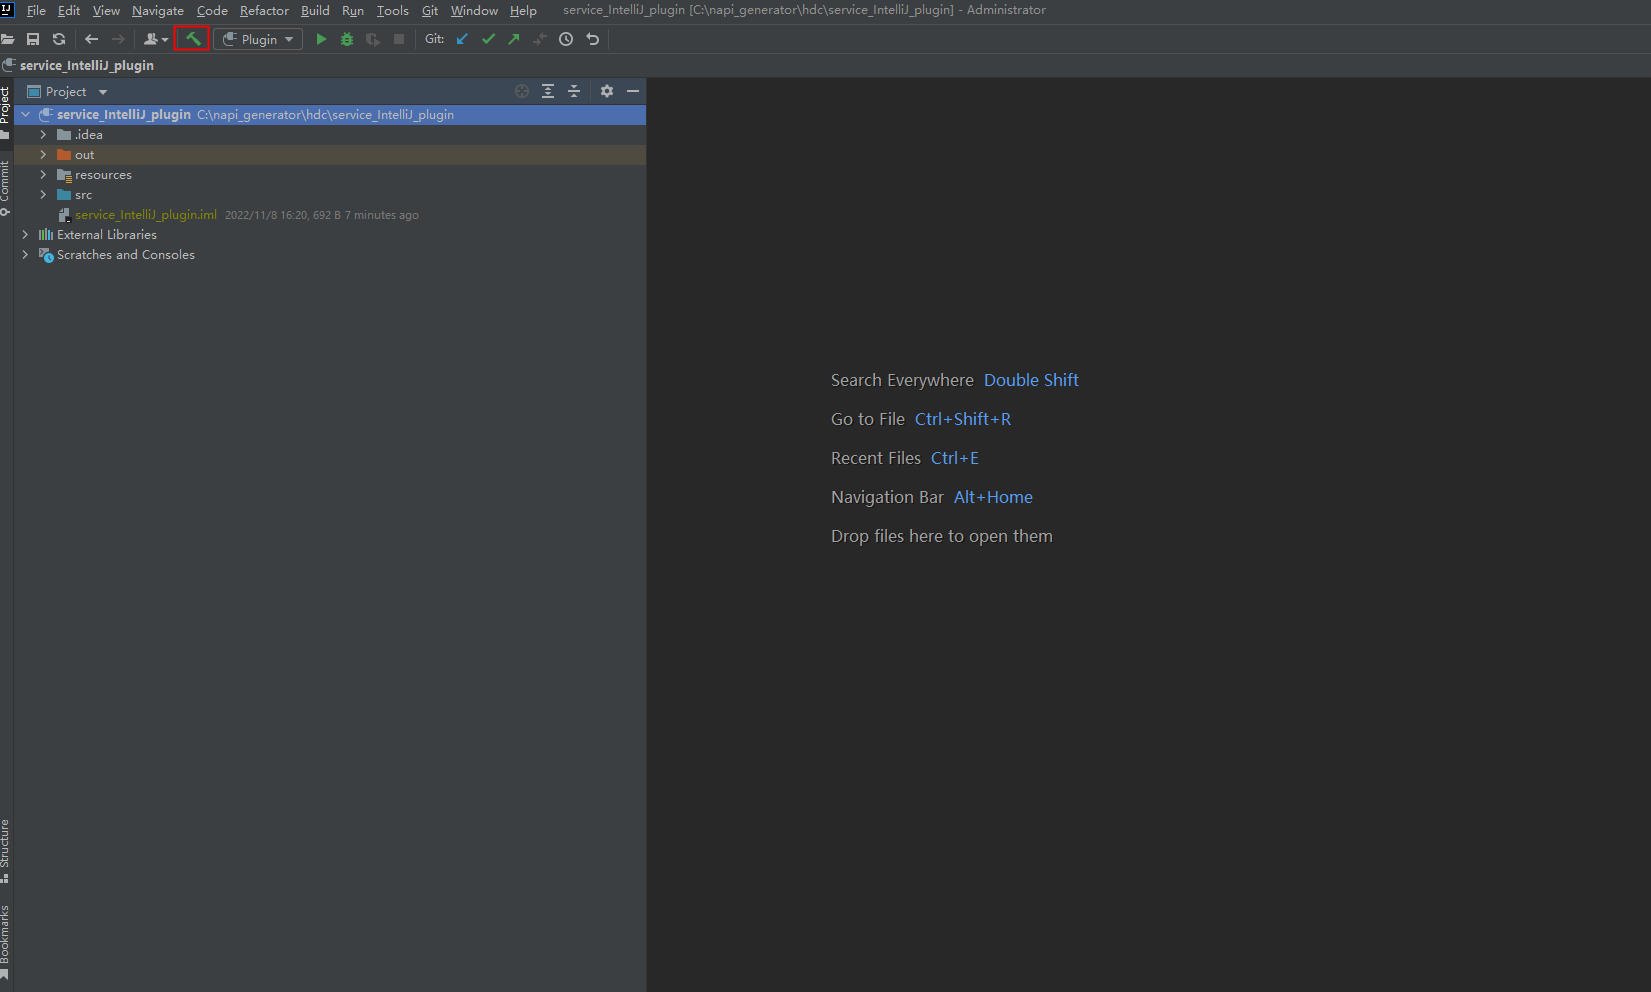 IJ File Edit View Navigate Code Refactor Build Run Tools Git Window Help service_IntelliJ_plugin [C:\napi_generator\hdc\service_IntelliJ_plugin] - Administrator
Plugin Git:
service_IntelliJ_plugin
Project
Project
service_IntelliJ_plugin C:\napi_generator\hdc\service_IntelliJ_plugin
.idea
out
resources
src
service_IntelliJ_plugin.iml 2022/11/8 16:20, 692 B 7 minutes ago
External Libraries
Scratches and Consoles
Commit
Structure
Bookmarks
Search Everywhere Double Shift
Go to File Ctrl+Shift+R
Recent Files Ctrl+E
Navigation Bar Alt+Home
Drop files here to open them